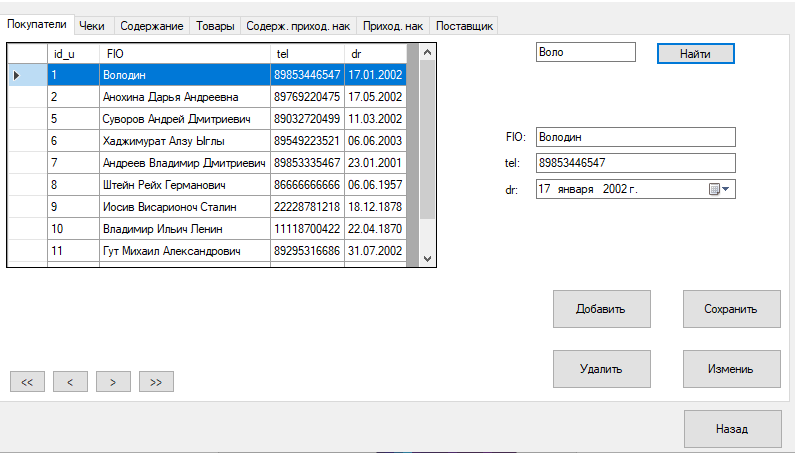 Покупатели Чеки Содержание Товары Содерж. приход. нак Приход. нак Поставщик
id_u FIO tel dr
1 Володин 89853446547 17.01.2002
2 Анохина Дарья Андреевна 89769220475 17.05.2002
5 Суворов Андрей Дмитриевич 89032720499 11.03.2002
6 Хаджимурат Алзу Ыглы 89549223521 06.06.2003
7 Андреев Владимир Дмитриевич 89853335467 23.01.2001
8 Штейн Рейх Германович 86666666666 06.06.1957
9 Иосив Висарионоч Сталин 22228781218 18.12.1878
10 Владимир Ильич Ленин 11118700422 22.04.1870
11 Гут Михаил Александрович 89295316686 31.07.2002
<< < > >>
Воло Найти
FIO: Володин
tel: 89853446547
dr: 17 января 2002 г.
Добавить Сохранить
Удалить Измениь
Назад